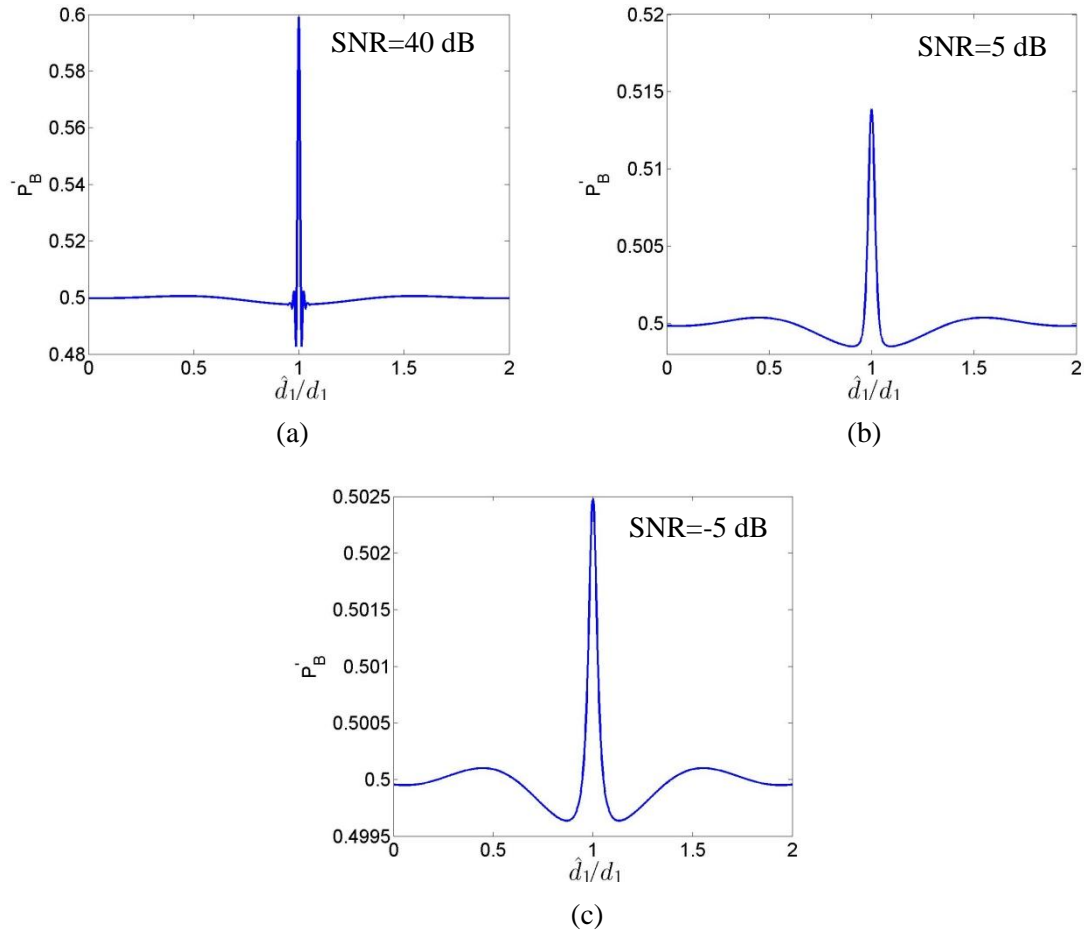 0.6
0.58
0.56
0.54
0.52
0.5
0.48
P'_B
SNR=40 dB
0 0.5 1 1.5 2
d̂₁/d₁
(a)
0.52
0.515
0.51
0.505
0.5
P'_B
SNR=5 dB
0 0.5 1 1.5 2
d̂₁/d₁
(b)
0.5025
0.502
0.5015
0.501
0.5005
0.5
0.4995
P'_B
SNR=-5 dB
0 0.5 1 1.5 2
d̂₁/d₁
(c)